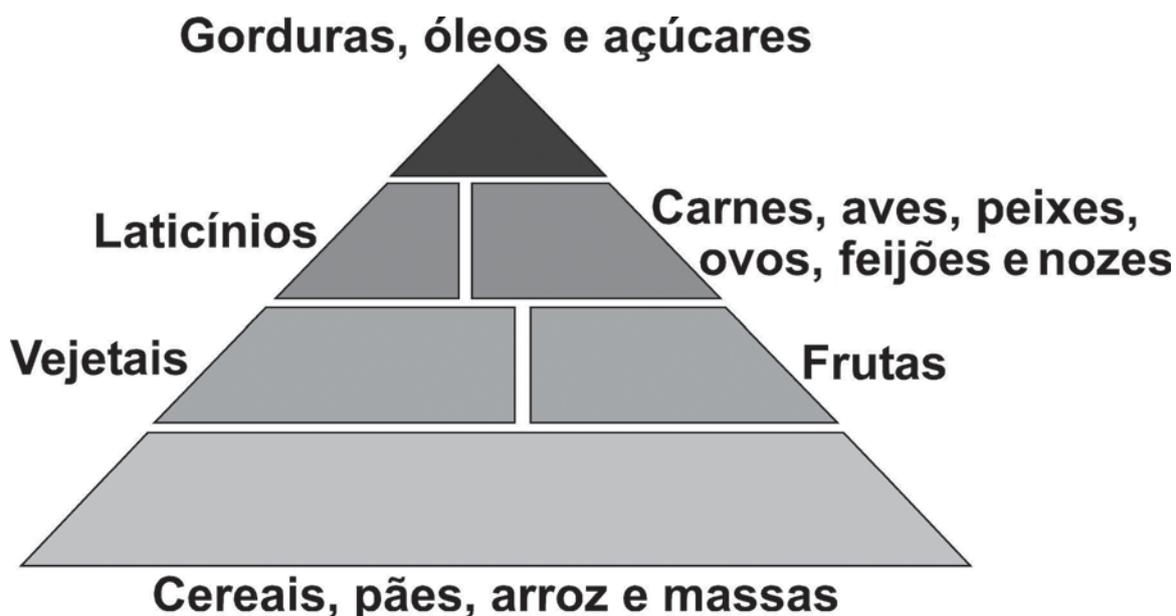 Gorduras, óleos e açúcares
Laticínios
Carnes, aves, peixes,
ovos, feijões e nozes
Vejetais
Frutas
Cereais, pães, arroz e massas